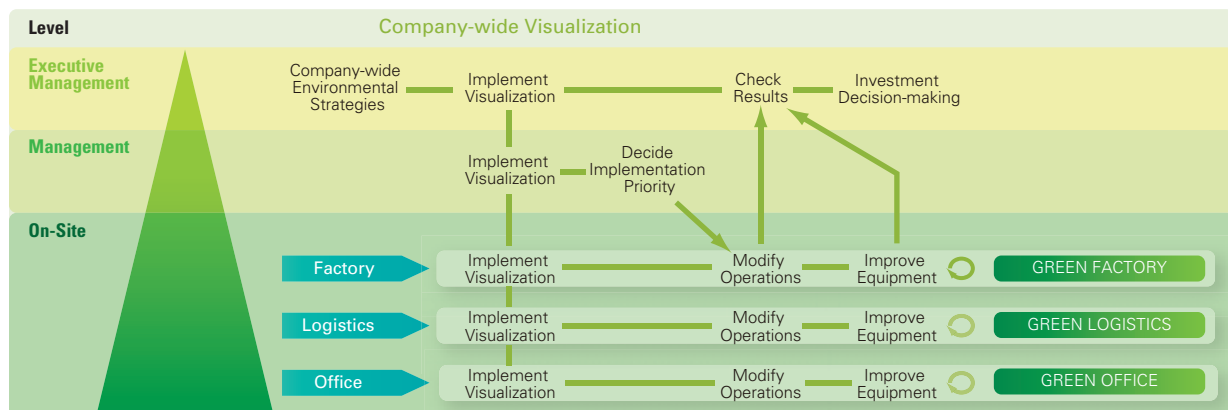 Level
Company-wide Visualization
Executive
Management
Company-wide
Environmental
Strategies
Implement
Visualization
Check
Results
Investment
Decision-making
Management
Implement
Visualization
Decide
Implementation
Priority
On-Site
Factory
Implement
Visualization
Modify
Operations
Improve
Equipment
GREEN FACTORY
Logistics
Implement
Visualization
Modify
Operations
Improve
Equipment
GREEN LOGISTICS
Office
Implement
Visualization
Modify
Operations
Improve
Equipment
GREEN OFFICE